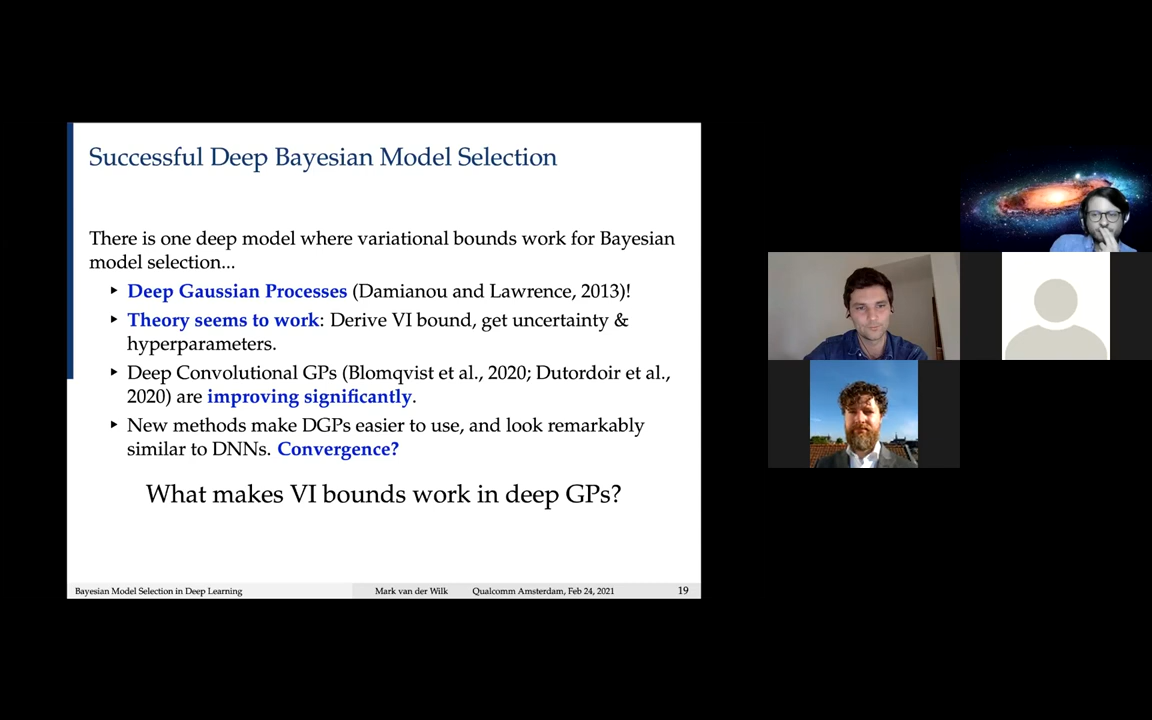 Successful Deep Bayesian Model Selection
There is one deep model where variational bounds work for Bayesian
model selection...
‣ Deep Gaussian Processes (Damianou and Lawrence, 2013)!
‣ Theory seems to work: Derive VI bound, get uncertainty &
hyperparameters.
‣ Deep Convolutional GPs (Blomqvist et al., 2020; Dutordoir et al.,
2020) are improving significantly.
‣ New methods make DGPs easier to use, and look remarkably
similar to DNNs. Convergence?
What makes VI bounds work in deep GPs?
Bayesian Model Selection in Deep Learning Mark van der Wilk Qualcomm Amsterdam, Feb 24, 2021 19